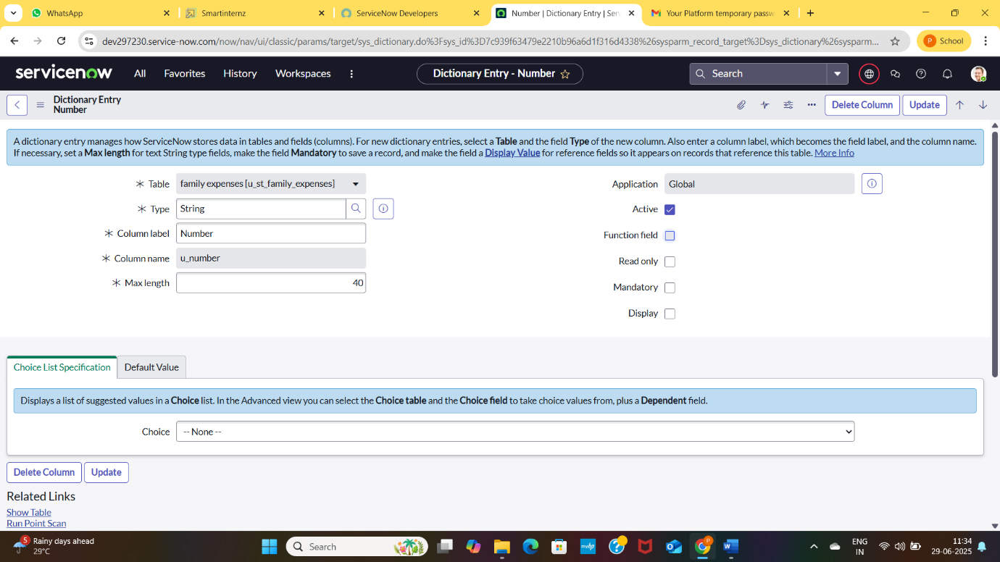 WhatsApp
Smartinternz
ServiceNow Developers
Number | Dictionary Entry | Serv
Your Platform temporary passw
dev297230.service-now.com/now/nav/ui/classic/params/target/sys_dictionary.do%3Fsys_id%3D7c939f63479e2210b96a6d1f316d4338%26sysparm_record_target%3Dsys_dictionary%26sysparm...
P School
servicenow All Favorites History Workspaces Dictionary Entry - Number Search
Dictionary Entry
Number
Delete Column Update
A dictionary entry manages how ServiceNow stores data in tables and fields (columns). For new dictionary entries, select a Table and the field Type of the new column. Also enter a column label, which becomes the field label, and the column name.
If necessary, set a Max length for text String type fields, make the field Mandatory to save a record, and make the field a Display Value for reference fields so it appears on records that reference this table. More Info
Table family expenses [u_st_family_expenses]
Type String
Column label Number
Column name u_number
Max length 40
Application Global
Active
Function field
Read only
Mandatory
Display
Choice List Specification Default Value
Displays a list of suggested values in a Choice list. In the Advanced view you can select the Choice table and the Choice field to take choice values from, plus a Dependent field.
Choice -- None --
Delete Column Update
Related Links
Show Table
Run Point Scan
5 Rainy days ahead
29°C
Search
myhp
P
W
ENG
IN
11:34
29-06-2025